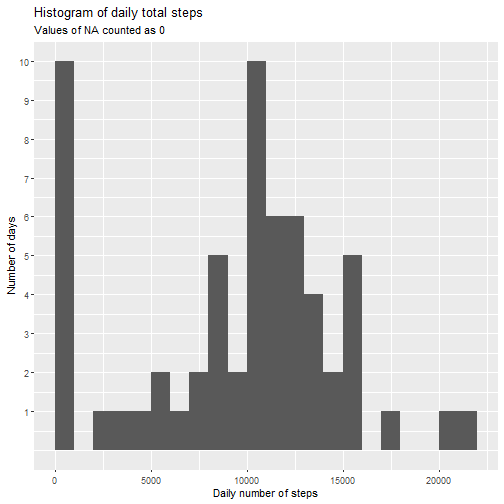 Histogram of daily total steps
Values of NA counted as 0
10
9
8
7
6
5
4
3
2
1
Number of days
0 5000 10000 15000 20000
Daily number of steps